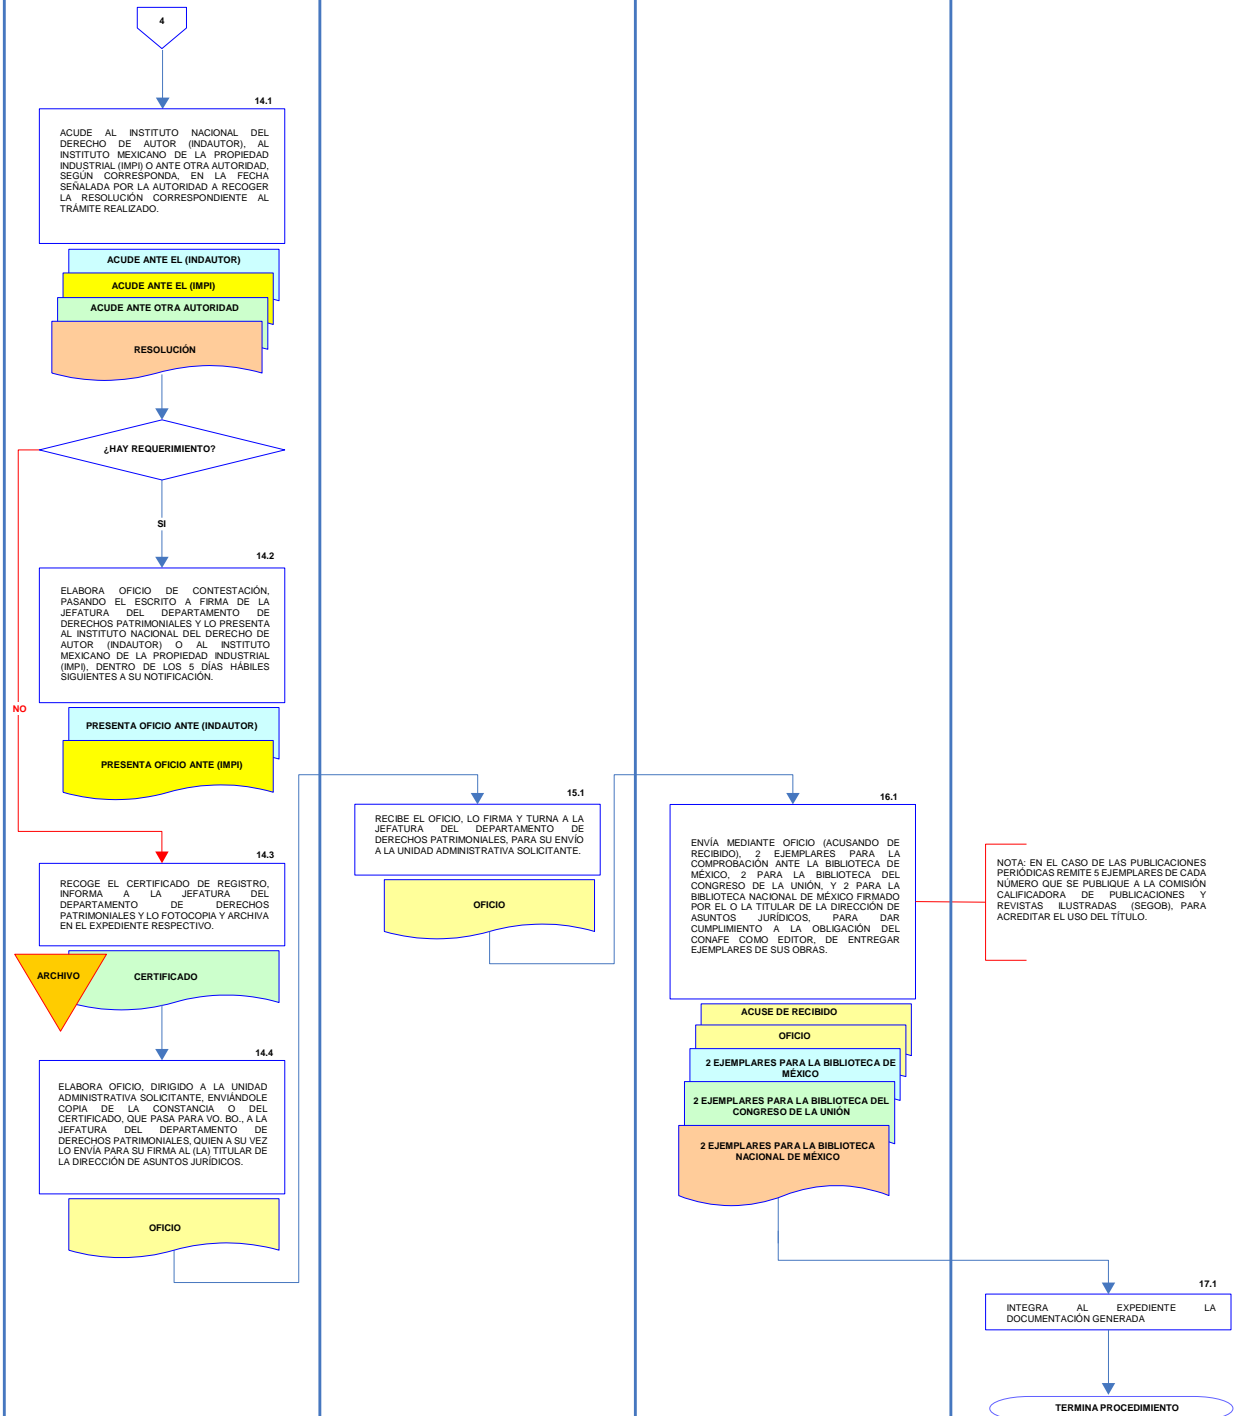 4
14.1
ACUDE AL INSTITUTO NACIONAL DEL
DERECHO DE AUTOR (INDAUTOR), AL
INSTITUTO MEXICANO DE LA PROPIEDAD
INDUSTRIAL (IMPI) O ANTE OTRA AUTORIDAD,
SEGÚN CORRESPONDA, EN LA FECHA
SEÑALADA POR LA AUTORIDAD A RECOGER
LA RESOLUCIÓN CORRESPONDIENTE AL
TRÁMITE REALIZADO.
ACUDE ANTE EL (INDAUTOR)
ACUDE ANTE EL (IMPI)
ACUDE ANTE OTRA AUTORIDAD
RESOLUCIÓN
¿HAY REQUERIMIENTO?
SI
14.2
ELABORA OFICIO DE CONTESTACIÓN,
PASANDO EL ESCRITO A FIRMA DE LA
JEFATURA DEL DEPARTAMENTO DE
DERECHOS PATRIMONIALES Y LO PRESENTA
AL INSTITUTO NACIONAL DEL DERECHO DE
AUTOR (INDAUTOR) O AL INSTITUTO
MEXICANO DE LA PROPIEDAD INDUSTRIAL
(IMPI), DENTRO DE LOS 5 DÍAS HÁBILES
SIGUIENTES A SU NOTIFICACIÓN.
NO
PRESENTA OFICIO ANTE (INDAUTOR)
PRESENTA OFICIO ANTE (IMPI)
14.3
RECOGE EL CERTIFICADO DE REGISTRO,
INFORMA A LA JEFATURA DEL
DEPARTAMENTO DE DERECHOS
PATRIMONIALES Y LO FOTOCOPIA Y ARCHIVA
EN EL EXPEDIENTE RESPECTIVO.
ARCHIVO
CERTIFICADO
14.4
ELABORA OFICIO, DIRIGIDO A LA UNIDAD
ADMINISTRATIVA SOLICITANTE, ENVIÁNDOLE
COPIA DE LA CONSTANCIA O DEL
CERTIFICADO, QUE PASA PARA VO. BO., A LA
JEFATURA DEL DEPARTAMENTO DE
DERECHOS PATRIMONIALES, QUIEN A SU VEZ
LO ENVÍA PARA SU FIRMA AL (LA) TITULAR DE
LA DIRECCIÓN DE ASUNTOS JURÍDICOS.
OFICIO
15.1
RECIBE EL OFICIO, LO FIRMA Y TURNA A LA
JEFATURA DEL DEPARTAMENTO DE
DERECHOS PATRIMONIALES, PARA SU ENVÍO
A LA UNIDAD ADMINISTRATIVA SOLICITANTE.
OFICIO
16.1
ENVÍA MEDIANTE OFICIO (ACUSANDO DE
RECIBIDO), 2 EJEMPLARES PARA LA
COMPROBACIÓN ANTE LA BIBLIOTECA DE
MÉXICO, 2 PARA LA BIBLIOTECA DEL
CONGRESO DE LA UNIÓN, Y 2 PARA LA
BIBLIOTECA NACIONAL DE MÉXICO FIRMADO
POR EL O LA TITULAR DE LA DIRECCIÓN DE
ASUNTOS JURÍDICOS, PARA DAR
CUMPLIMIENTO A LA OBLIGACIÓN DEL
CONAFE COMO EDITOR, DE ENTREGAR
EJEMPLARES DE SUS OBRAS.
ACUSE DE RECIBIDO
OFICIO
2 EJEMPLARES PARA LA BIBLIOTECA DE
MÉXICO
2 EJEMPLARES PARA LA BIBLIOTECA DEL
CONGRESO DE LA UNIÓN
2 EJEMPLARES PARA LA BIBLIOTECA
NACIONAL DE MÉXICO
NOTA: EN EL CASO DE LAS PUBLICACIONES
PERIÓDICAS REMITE 5 EJEMPLARES DE CADA
NÚMERO QUE SE PUBLIQUE A LA COMISIÓN
CALIFICADORA DE PUBLICACIONES Y
REVISTAS ILUSTRADAS (SEGOB), PARA
ACREDITAR EL USO DEL TÍTULO.
17.1
INTEGRA AL EXPEDIENTE LA
DOCUMENTACIÓN GENERADA
TERMINA PROCEDIMIENTO